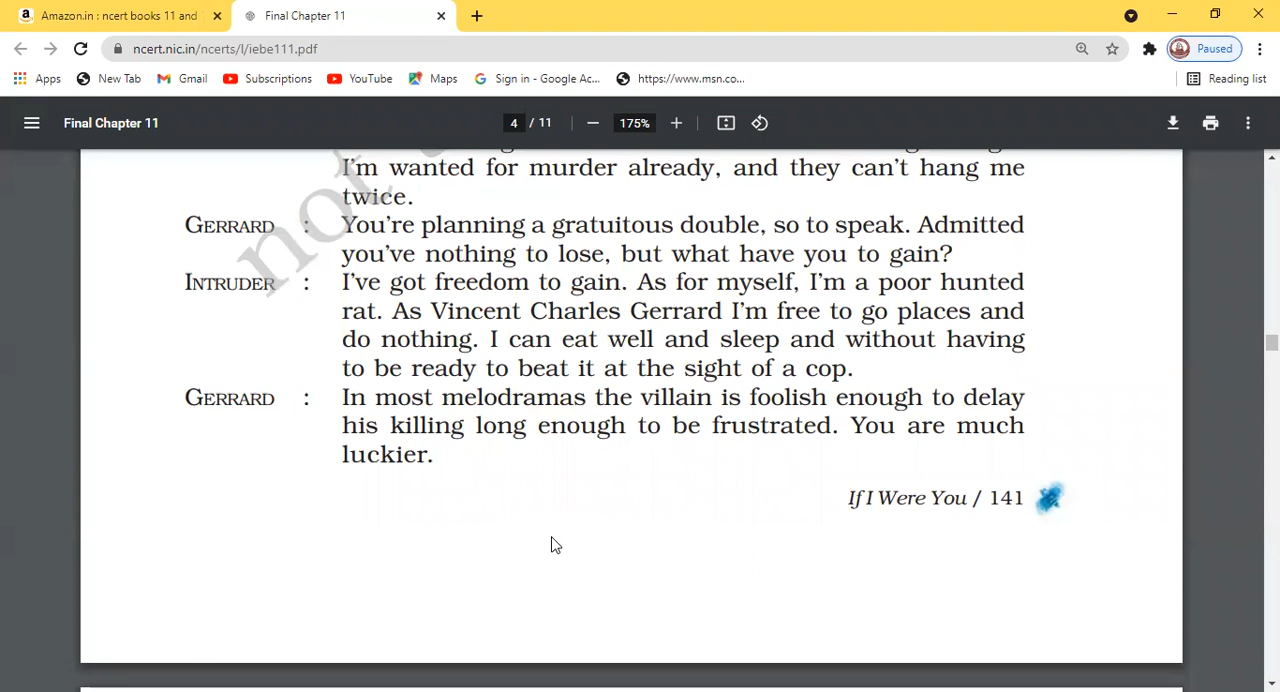 Amazon.in : ncert books 11 and
Final Chapter 11
ncert.nic.in/ncerts/l/iebe111.pdf
Paused
Apps New Tab Gmail Subscriptions YouTube Maps Sign in - Google Ac... https://www.msn.co... Reading list
Final Chapter 11 4 / 11 175%
I'm wanted for murder already, and they can't hang me
twice.
GERRARD : You're planning a gratuitous double, so to speak. Admitted
you've nothing to lose, but what have you to gain?
INTRUDER : I've got freedom to gain. As for myself, I'm a poor hunted
rat. As Vincent Charles Gerrard I'm free to go places and
do nothing. I can eat well and sleep and without having
to be ready to beat it at the sight of a cop.
GERRARD : In most melodramas the villain is foolish enough to delay
his killing long enough to be frustrated. You are much
luckier.
If I Were You / 141
not